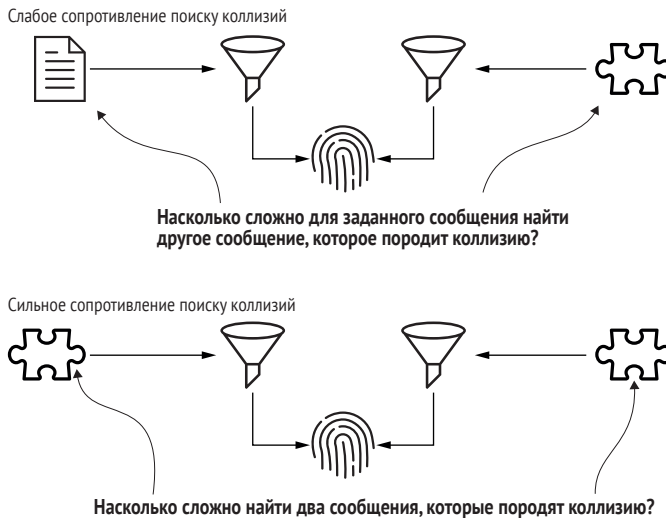 Слабое сопротивление поиску коллизий
Насколько сложно для заданного сообщения найти
другое сообщение, которое породит коллизию?
Сильное сопротивление поиску коллизий
Насколько сложно найти два сообщения, которые породят коллизию?